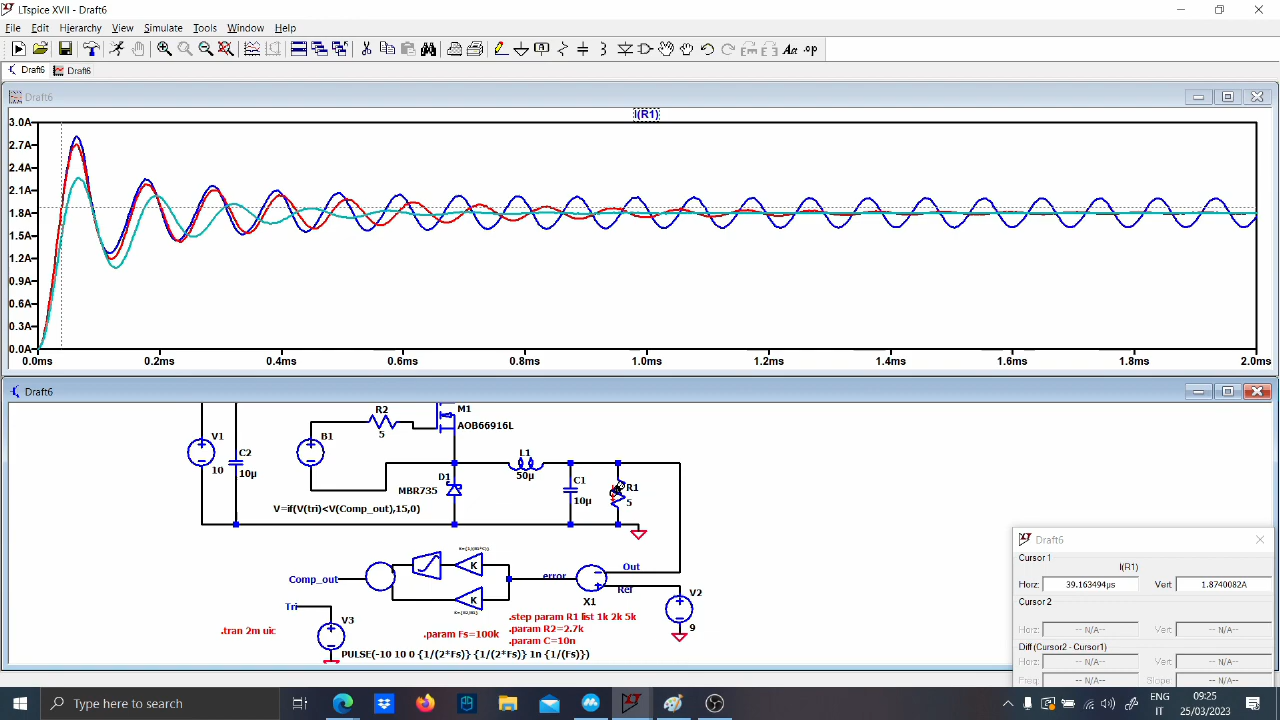 LTspice XVII - Draft6
File Edit Hierarchy View Simulate Tools Window Help
Draft6 Draft6
Draft6
I(R1)
3.0A
2.7A
2.4A
2.1A
1.8A
1.5A
1.2A
0.9A
0.6A
0.3A
0.0A
0.0ms 0.2ms 0.4ms 0.6ms 0.8ms 1.0ms 1.2ms 1.4ms 1.6ms 1.8ms 2.0ms
Draft6
R2
5
M1
AOB66916L
V1
10
C2
10µ
B1
D1
MBR735
L1
50µ
C1
10µ
R1
5
V=if(V(tri)<V(Comp_out),15,0)
K
K
Comp_out
error
Out
Ref
X1
V2
9
Tri
V3
.tran 2m uic
.param Fs=100k
.step param R1 list 1k 2k 5k
.param R2=2.7k
.param C=10n
PULSE(-10 10 0 {1/(2*Fs)} {1/(2*Fs)} 1n {1/(Fs)})
Draft6
Cursor 1
I(R1)
Horz: 39.163494µs Vert: 1.8740082A
Cursor 2
Horz: -- N/A-- Vert: -- N/A--
Diff (Cursor2 - Cursor1)
Horz: -- N/A-- Vert: -- N/A--
Freq: -- N/A-- Slope: -- N/A--
Type here to search
ENG
IT
09:25
25/03/2023